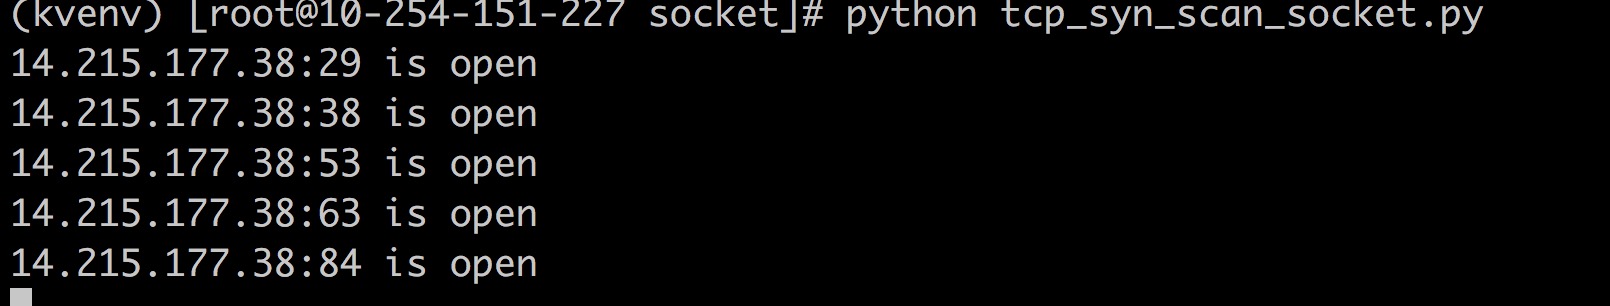 (kvenv) [root@10-254-151-227 socket]# python tcp_syn_scan_socket.py
14.215.177.38:29 is open
14.215.177.38:38 is open
14.215.177.38:53 is open
14.215.177.38:63 is open
14.215.177.38:84 is open